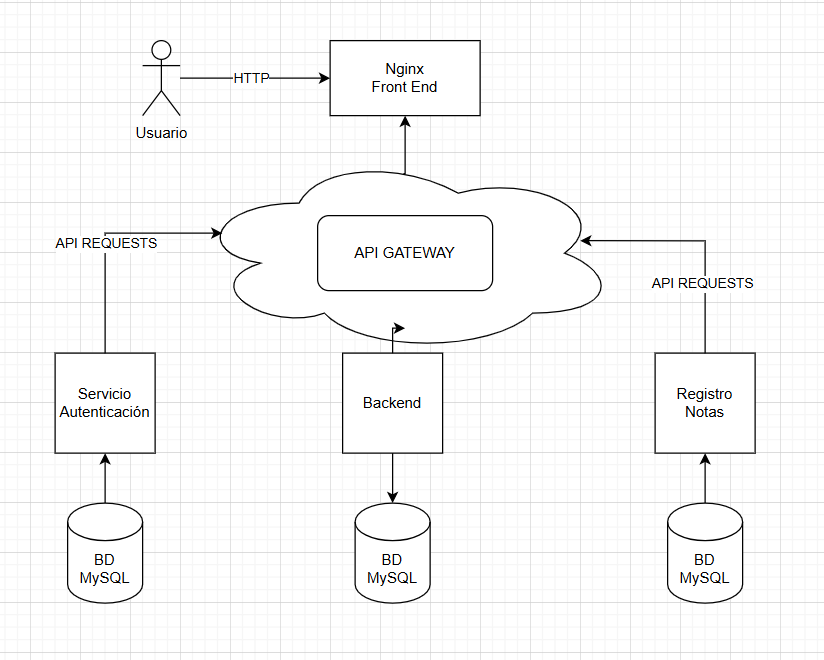 HTTP
Nginx
Front End
Usuario
API REQUESTS
API GATEWAY
API REQUESTS
Servicio
Autenticación
Backend
Registro
Notas
BD
MySQL
BD
MySQL
BD
MySQL